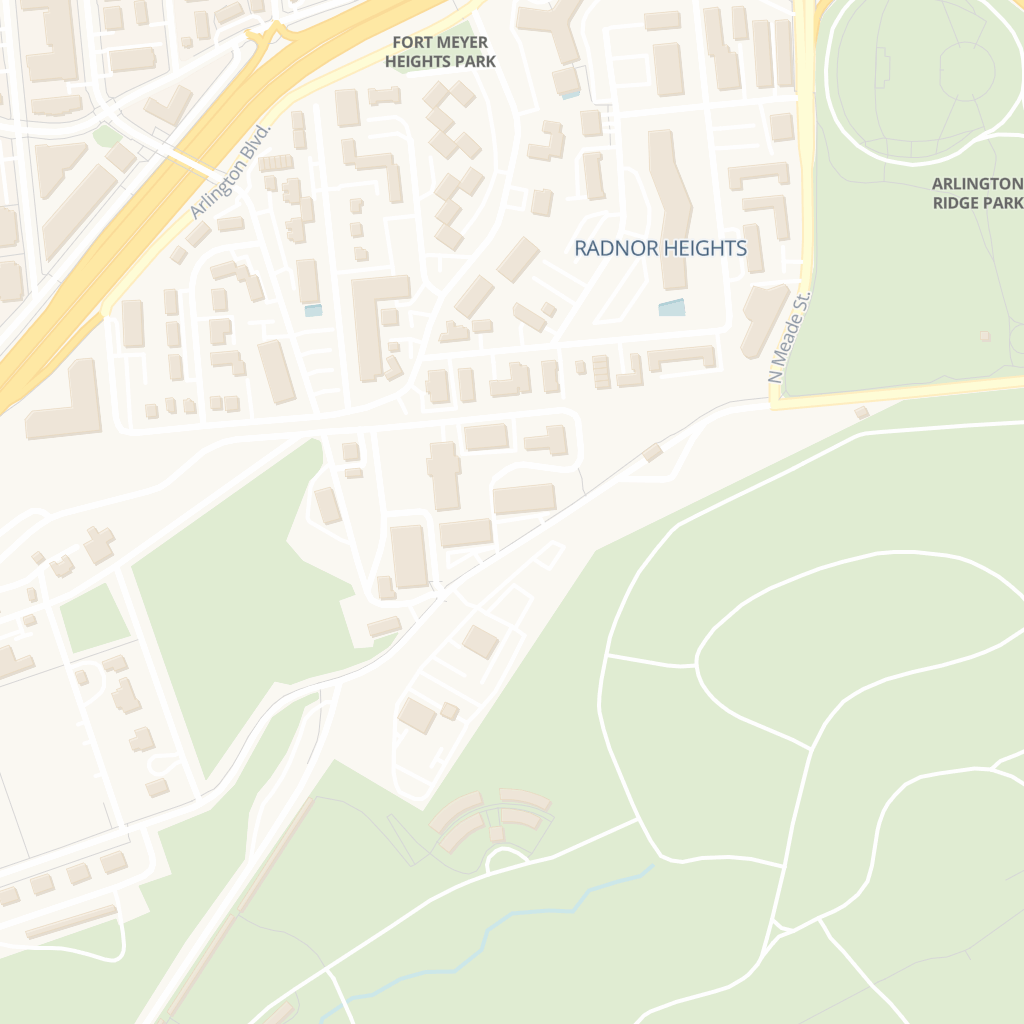 FORT MEYER
HEIGHTS PARK
Arlington Blvd.
ARLINGTON
RIDGE PARK
RADNOR HEIGHTS
N Meade St.